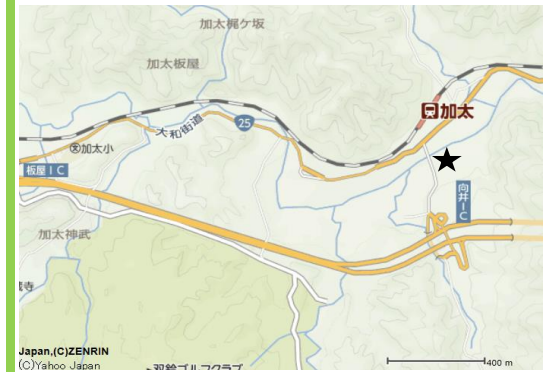 加太梶ケ坂
加太板屋
加太
大和街道
25
加太小
板屋IC
向井IC
加太神武
Japan,(C)ZENRIN
(C)Yahoo Japan
400 m